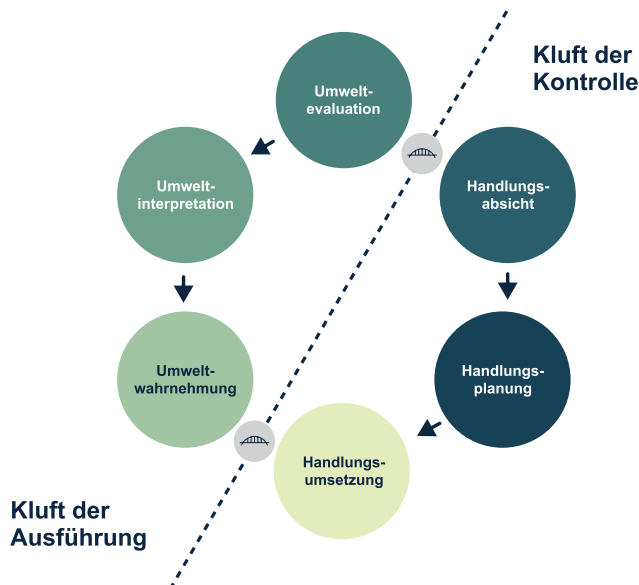 Kluft der
Kontrolle
Umwelt-
evaluation
Umwelt-
interpretation
Handlungs-
absicht
Umwelt-
wahrnehmung
Handlungs-
planung
Handlungs-
umsetzung
Kluft der
Ausführung